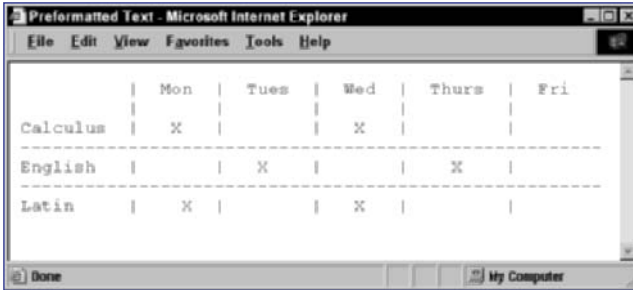 Preformatted Text - Microsoft Internet Explorer
File Edit View Favorites Tools Help
| Mon | Tues | Wed | Thurs | Fri
| | | | |
Calculus | X | | X | |
------------------------------------------------------
English | | X | | X |
------------------------------------------------------
Latin | X | | X | |
Done My Computer